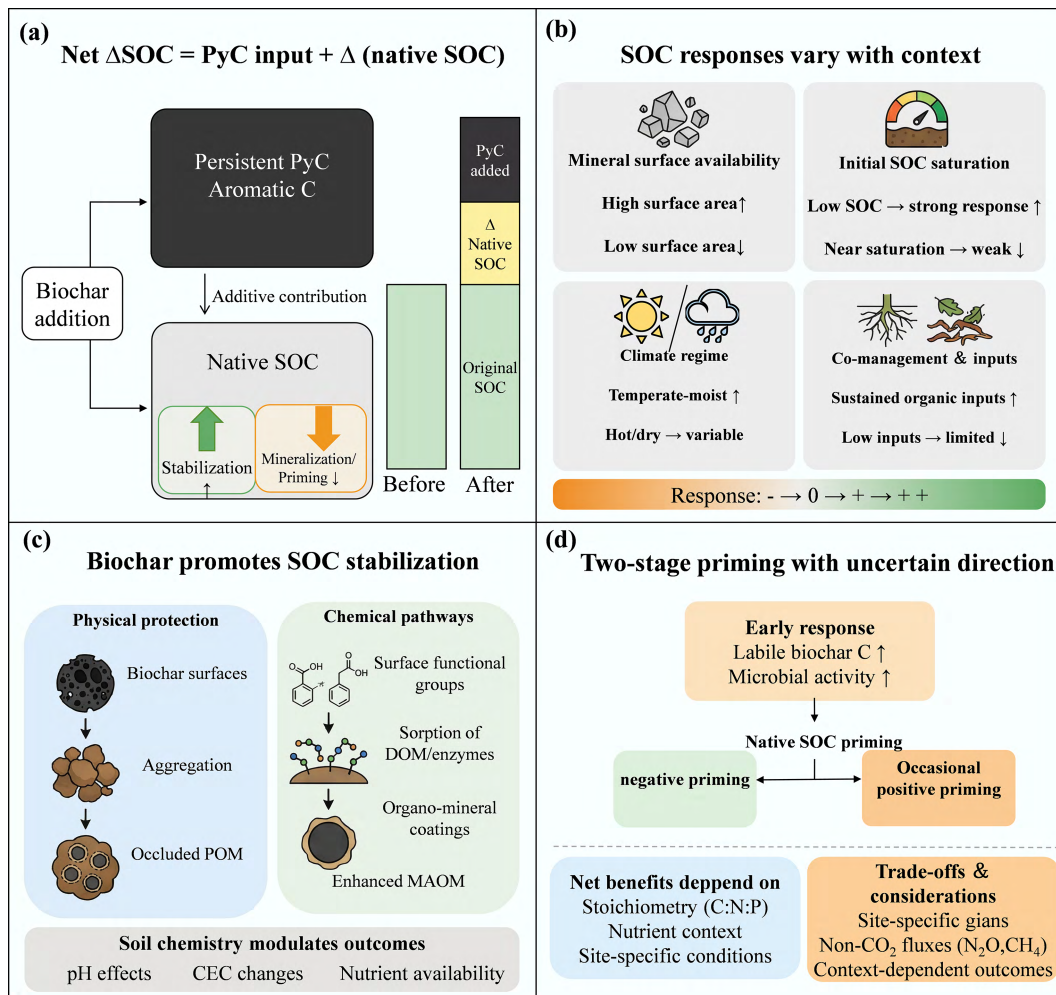 (a)
Net ΔSOC = PyC input + Δ (native SOC)
Persistent PyC
Aromatic C
Biochar
addition
Additive contribution
Native SOC
Stabilization
↑
Mineralization/
Priming ↓
Before
PyC
added
Δ
Native
SOC
Original
SOC
After
(b)
SOC responses vary with context
Mineral surface availability
High surface area↑
Low surface area↓
Initial SOC saturation
Low SOC → strong response ↑
Near saturation → weak ↓
Climate regime
Temperate-moist ↑
Hot/dry → variable
Co-management & inputs
Sustained organic inputs ↑
Low inputs → limited ↓
Response: - → 0 → + → + +
(c)
Biochar promotes SOC stabilization
Physical protection
Biochar surfaces
Aggregation
Occluded POM
Chemical pathways
O
OH
O
OH
Surface functional
groups
Sorption of
DOM/enzymes
Organo-mineral
coatings
Enhanced MAOM
Soil chemistry modulates outcomes
pH effects CEC changes Nutrient availability
(d)
Two-stage priming with uncertain direction
Early response
Labile biochar C ↑
Microbial activity ↑
Native SOC priming
negative priming
Occasional
positive priming
Net benefits deppend on
Stoichiometry (C:N:P)
Nutrient context
Site-specific conditions
Trade-offs &
considerations
Site-specific gians
Non-CO₂ fluxes (N₂O,CH₄)
Context-dependent outcomes